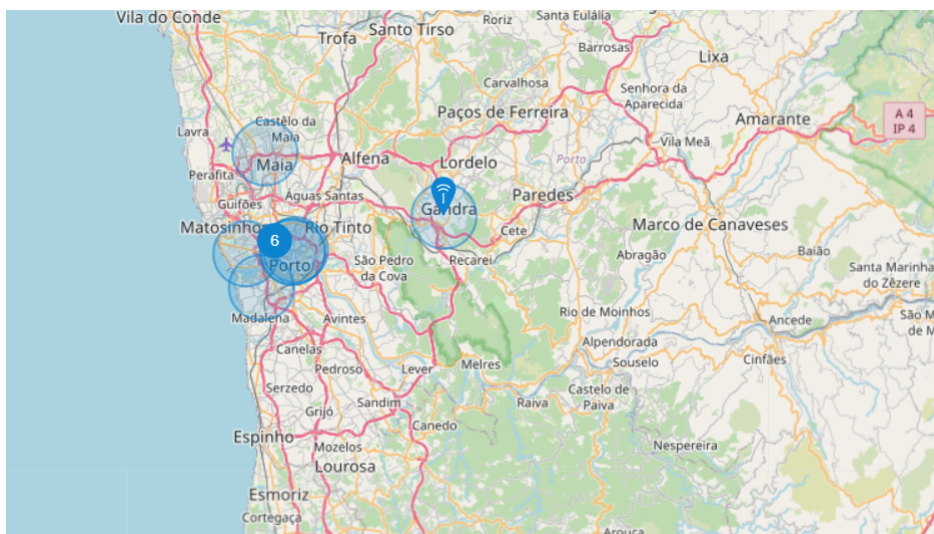 Vila do Conde
Roriz
Santa Eulália
Trofa
Santo Tirso
Barrosas
Lixa
Carvalhosa
Senhora da
Aparecida
Paços de Ferreira
Amarante
A 4
IP 4
Castêlo da
Maia
Lavra
Vila Meã
Alfena
Lordelo
Porto
Maia
Perafita
Águas Santas
Paredes
Guifões
Gandra
Matosinho
Rio Tinto
Cete
Marco de Canaveses
6
Baião
Abragão
Porto
São Pedro
da Cova
Recarei
Santa Marinha
do Zêzere
Rio de Moinhos
Madalena
Avintes
Ancede
São M
de M
Alpendorada
Canelas
Souselo
Cinfães
Pedroso
Lever
Melres
Serzedo
Castelo de
Paiva
Sandim
Raiva
Grijó
Canedo
Espinho
Mozelos
Nespereira
Lourosa
Esmoriz
Cortegaça
Arouca